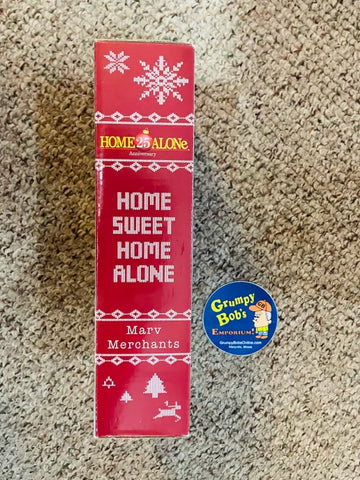 HOME 25 ALONe
Anniversary
HOME
SWEET
HOME
ALONE
Marv
Merchants
Grumpy
Bob's
EMPORIUM!
GrumpyBobsOnline.com